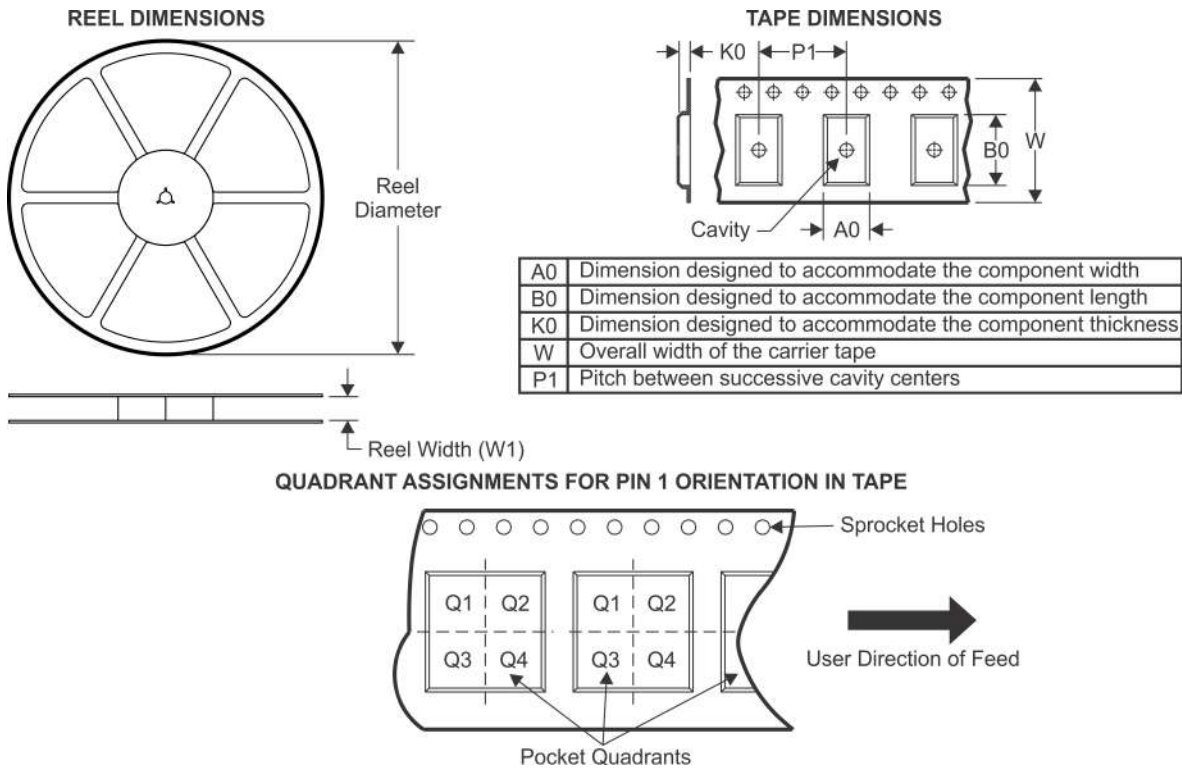 REEL DIMENSIONS
Reel
Diameter
Reel Width (W1)
TAPE DIMENSIONS
K0
P1
B0
W
Cavity
A0
A0 Dimension designed to accommodate the component width
B0 Dimension designed to accommodate the component length
K0 Dimension designed to accommodate the component thickness
W Overall width of the carrier tape
P1 Pitch between successive cavity centers
QUADRANT ASSIGNMENTS FOR PIN 1 ORIENTATION IN TAPE
Sprocket Holes
Q1 Q2 Q1 Q2
Q3 Q4 Q3 Q4
User Direction of Feed
Pocket Quadrants